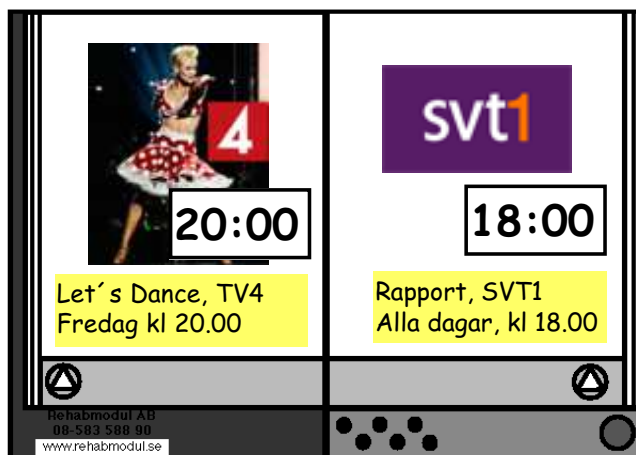 4
20:00
Let´s Dance, TV4
Fredag kl 20.00
svt1
18:00
Rapport, SVT1
Alla dagar, kl 18.00
Rehabmodul AB
08-583 588 90
www.rehabmodul.se